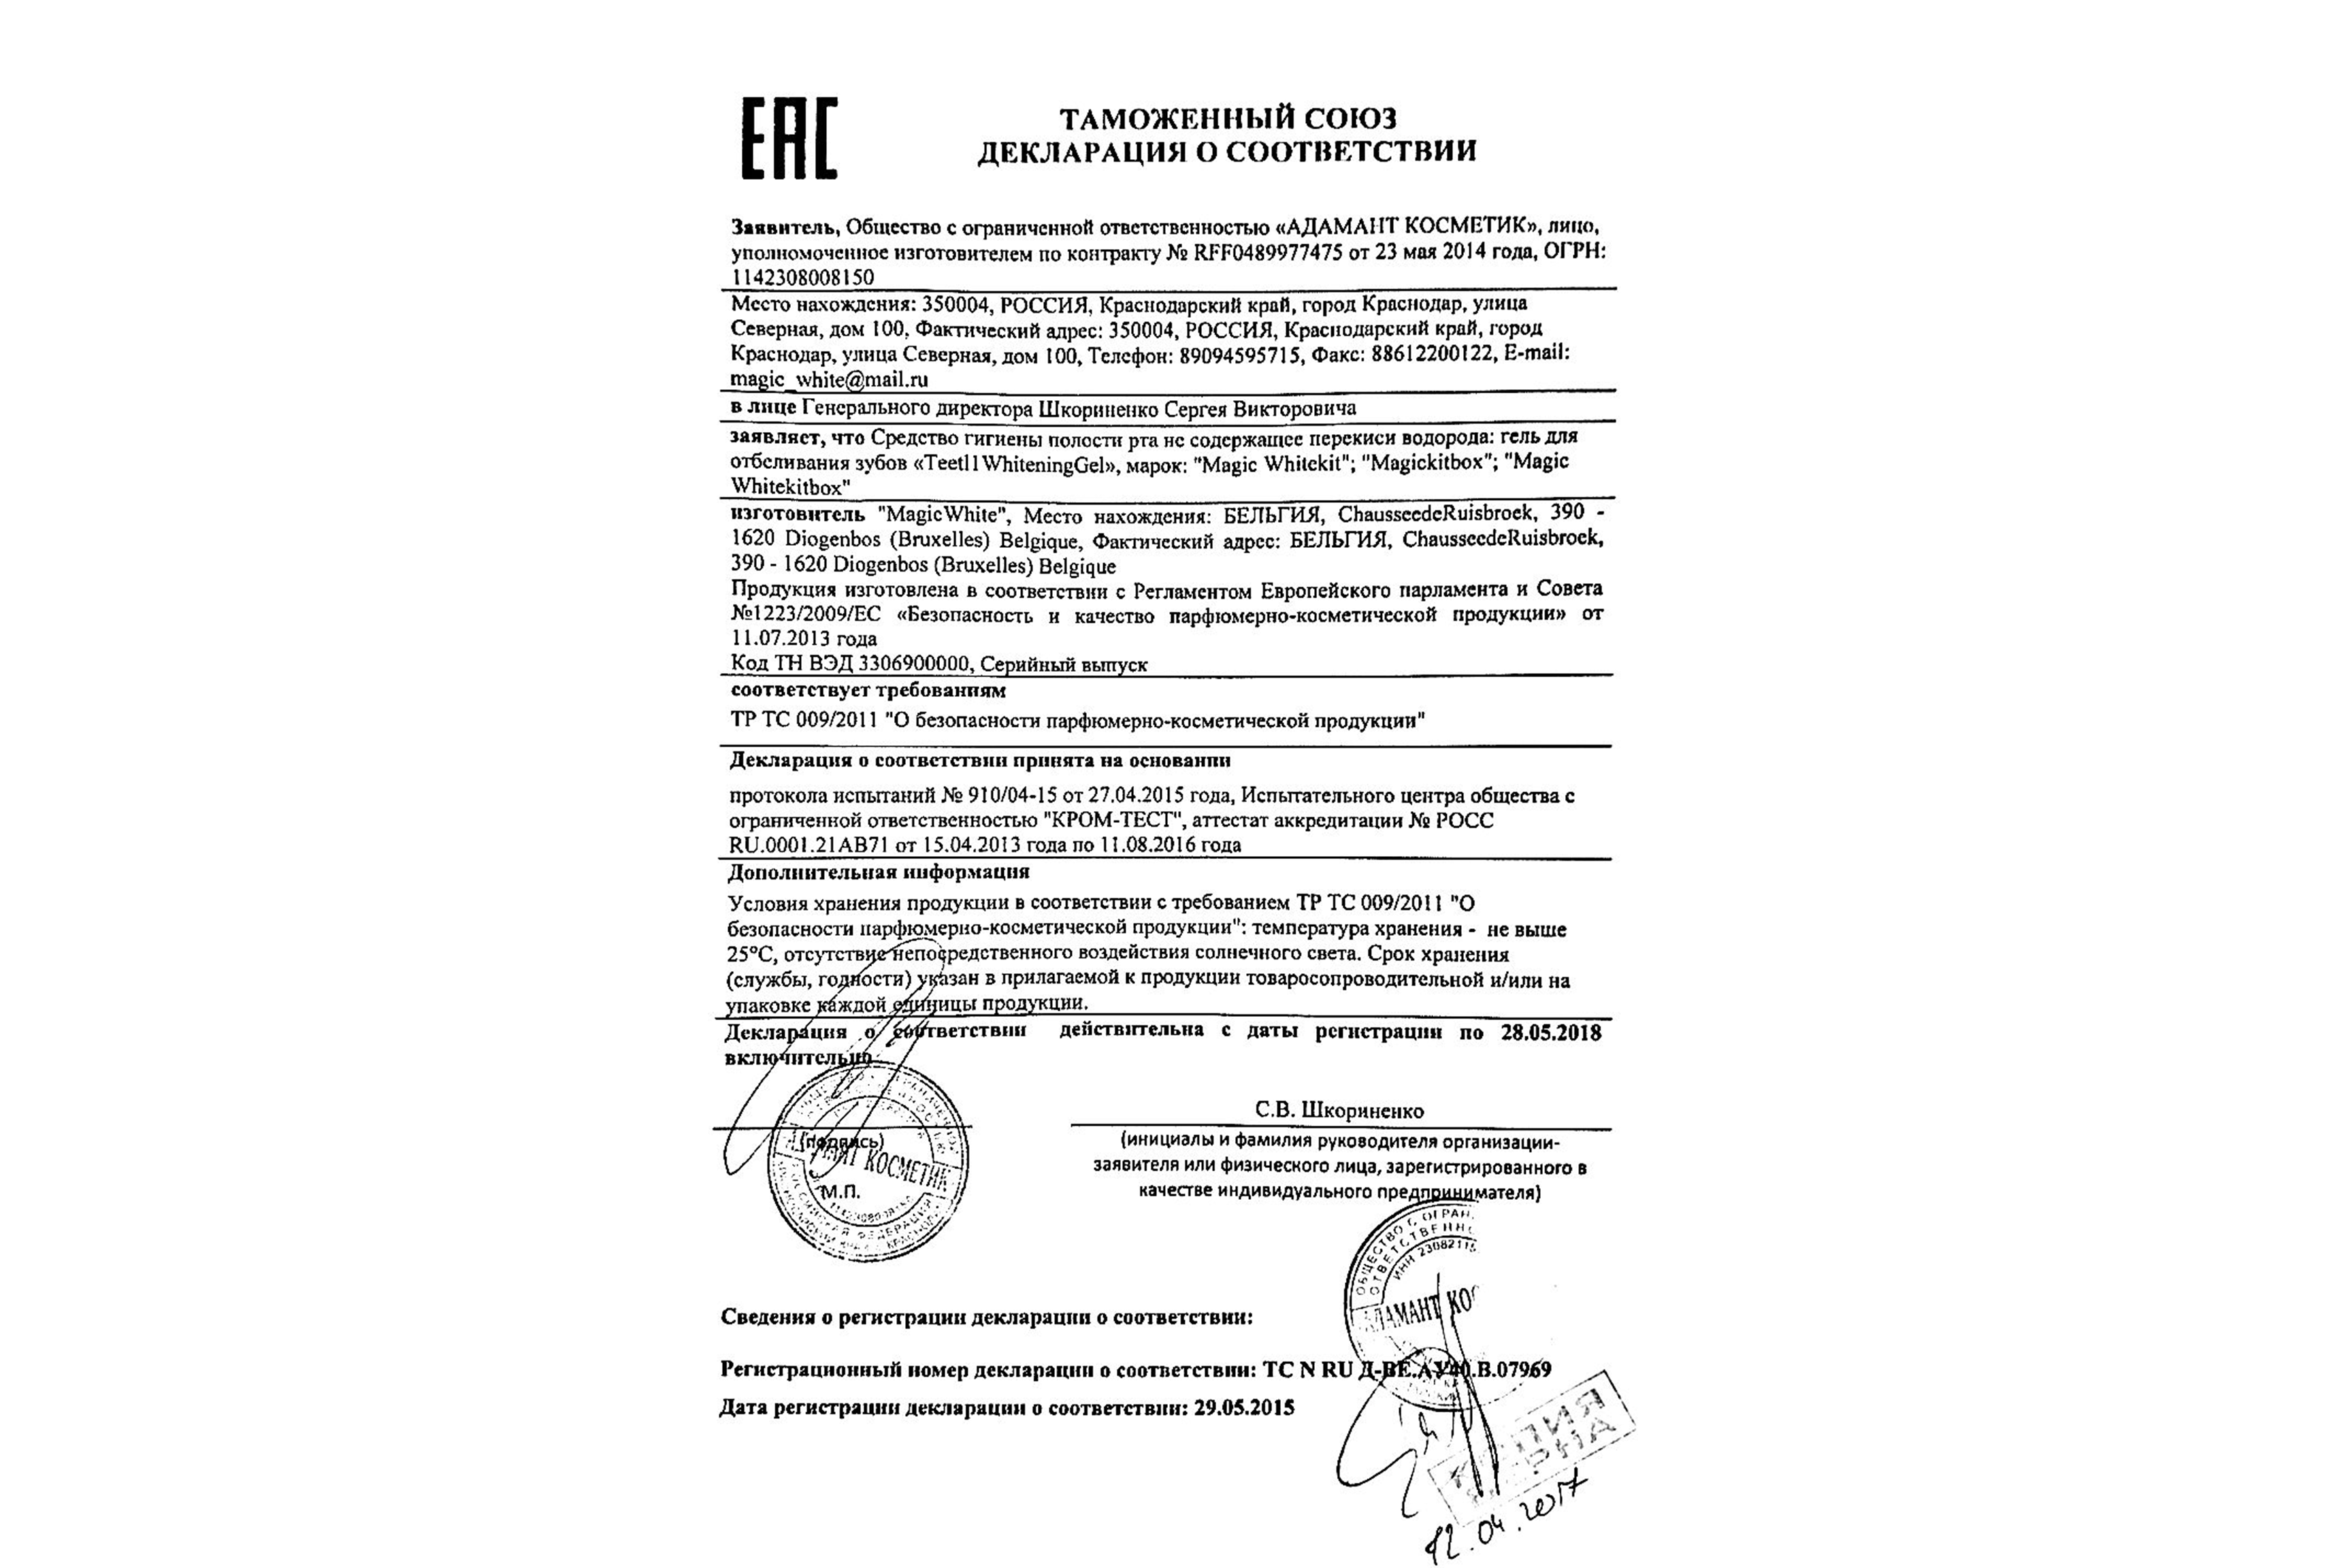 ЕАС
ТАМОЖЕННЫЙ СОЮЗ
ДЕКЛАРАЦИЯ О СООТВЕТСТВИИ
Заявитель, Общество с ограниченной ответственностью «АДАМАНТ КОСМЕТИК», лицо,
уполномоченное изготовителем по контракту № RFF0489977475 от 23 мая 2014 года, ОГРН:
1142308008150
Место нахождения: 350004, РОССИЯ, Краснодарский край, город Краснодар, улица
Северная, дом 100, Фактический адрес: 350004, РОССИЯ, Краснодарский край, город
Краснодар, улица Северная, дом 100, Телефон: 89094595715, Факс: 88612200122, E-mail:
magic_white@mail.ru
в лице Генерального директора Шкориненко Сергея Викторовича
заявляет, что Средство гигиены полости рта не содержащее перекиси водорода: гель для
отбеливания зубов «Teetl1WhiteningGel», марок: "Magic Whitekit"; "Magickitbox"; "Magic
Whitekitbox"
изготовитель "MagicWhite", Место нахождения: БЕЛЬГИЯ, ChausseedeRuisbroek, 390 -
1620 Diogenbos (Bruxelles) Belgique, Фактический адрес: БЕЛЬГИЯ, ChausseedeRuisbroek,
390 - 1620 Diogenbos (Bruxelles) Belgique
Продукция изготовлена в соответствии с Регламентом Европейского парламента и Совета
№1223/2009/ЕС «Безопасность и качество парфюмерно-косметической продукции» от
11.07.2013 года
Код ТН ВЭД 3306900000, Серийный выпуск
соответствует требованиям
ТР ТС 009/2011 "О безопасности парфюмерно-косметической продукции"
Декларация о соответствии принята на основании
протокола испытаний № 910/04-15 от 27.04.2015 года, Испытательного центра общества с
ограниченной ответственностью "КРОМ-ТЕСТ", аттестат аккредитации № РОСС
RU.0001.21АВ71 от 15.04.2013 года по 11.08.2016 года
Дополнительная информация
Условия хранения продукции в соответствии с требованием ТР ТС 009/2011 "О
безопасности парфюмерно-косметической продукции": температура хранения - не выше
25°С, отсутствие непосредственного воздействия солнечного света. Срок хранения
(службы, годности) указан в прилагаемой к продукции товаросопроводительной и/или на
упаковке каждой единицы продукции.
Декларация о соответствии действительна с даты регистрации по 28.05.2018
включительно
С.В. Шкориненко
(подпись)
(инициалы и фамилия руководителя организации-
заявителя или физического лица, зарегистрированного в
качестве индивидуального предпринимателя)
КОСМЕТИК
М.П.
РОССИЙСКАЯ ФЕДЕРАЦИЯ
ОБЩЕСТВО С ОГРАН
ОТВЕТСТВЕНН
ИНН 2308211
АДАМАНТ КОС
Сведения о регистрации декларации о соответствии:
Регистрационный номер декларации о соответствии: ТС N RU Д-BE.АУ40.В.07969
Дата регистрации декларации о соответствии: 29.05.2015
КОПИЯ
ВЕРНА
12.04.2017